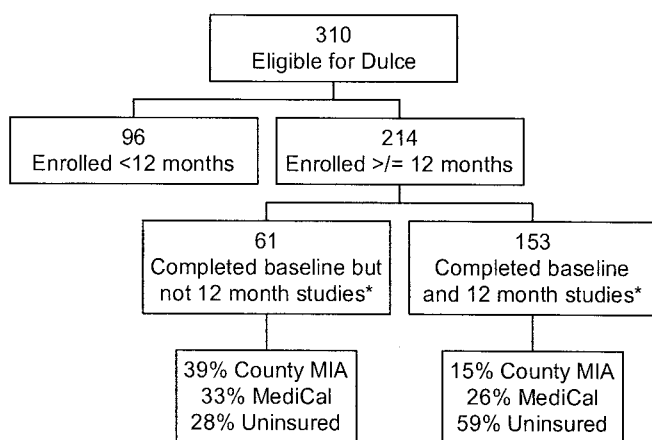 310
Eligible for Dulce
96
Enrolled <12 months
214
Enrolled >/= 12 months
61
Completed baseline but
not 12 month studies*
153
Completed baseline
and 12 month studies*
39% County MIA
33% MediCal
28% Uninsured
15% County MIA
26% MediCal
59% Uninsured